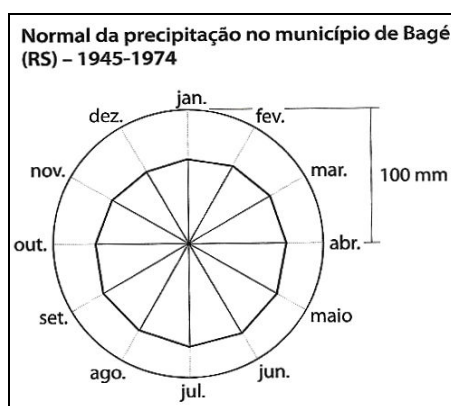 Normal da precipitação no município de Bagé
(RS) – 1945-1974
jan.
dez.
fev.
nov.
mar.
100 mm
out.
abr.
set.
maio
ago.
jun.
jul.